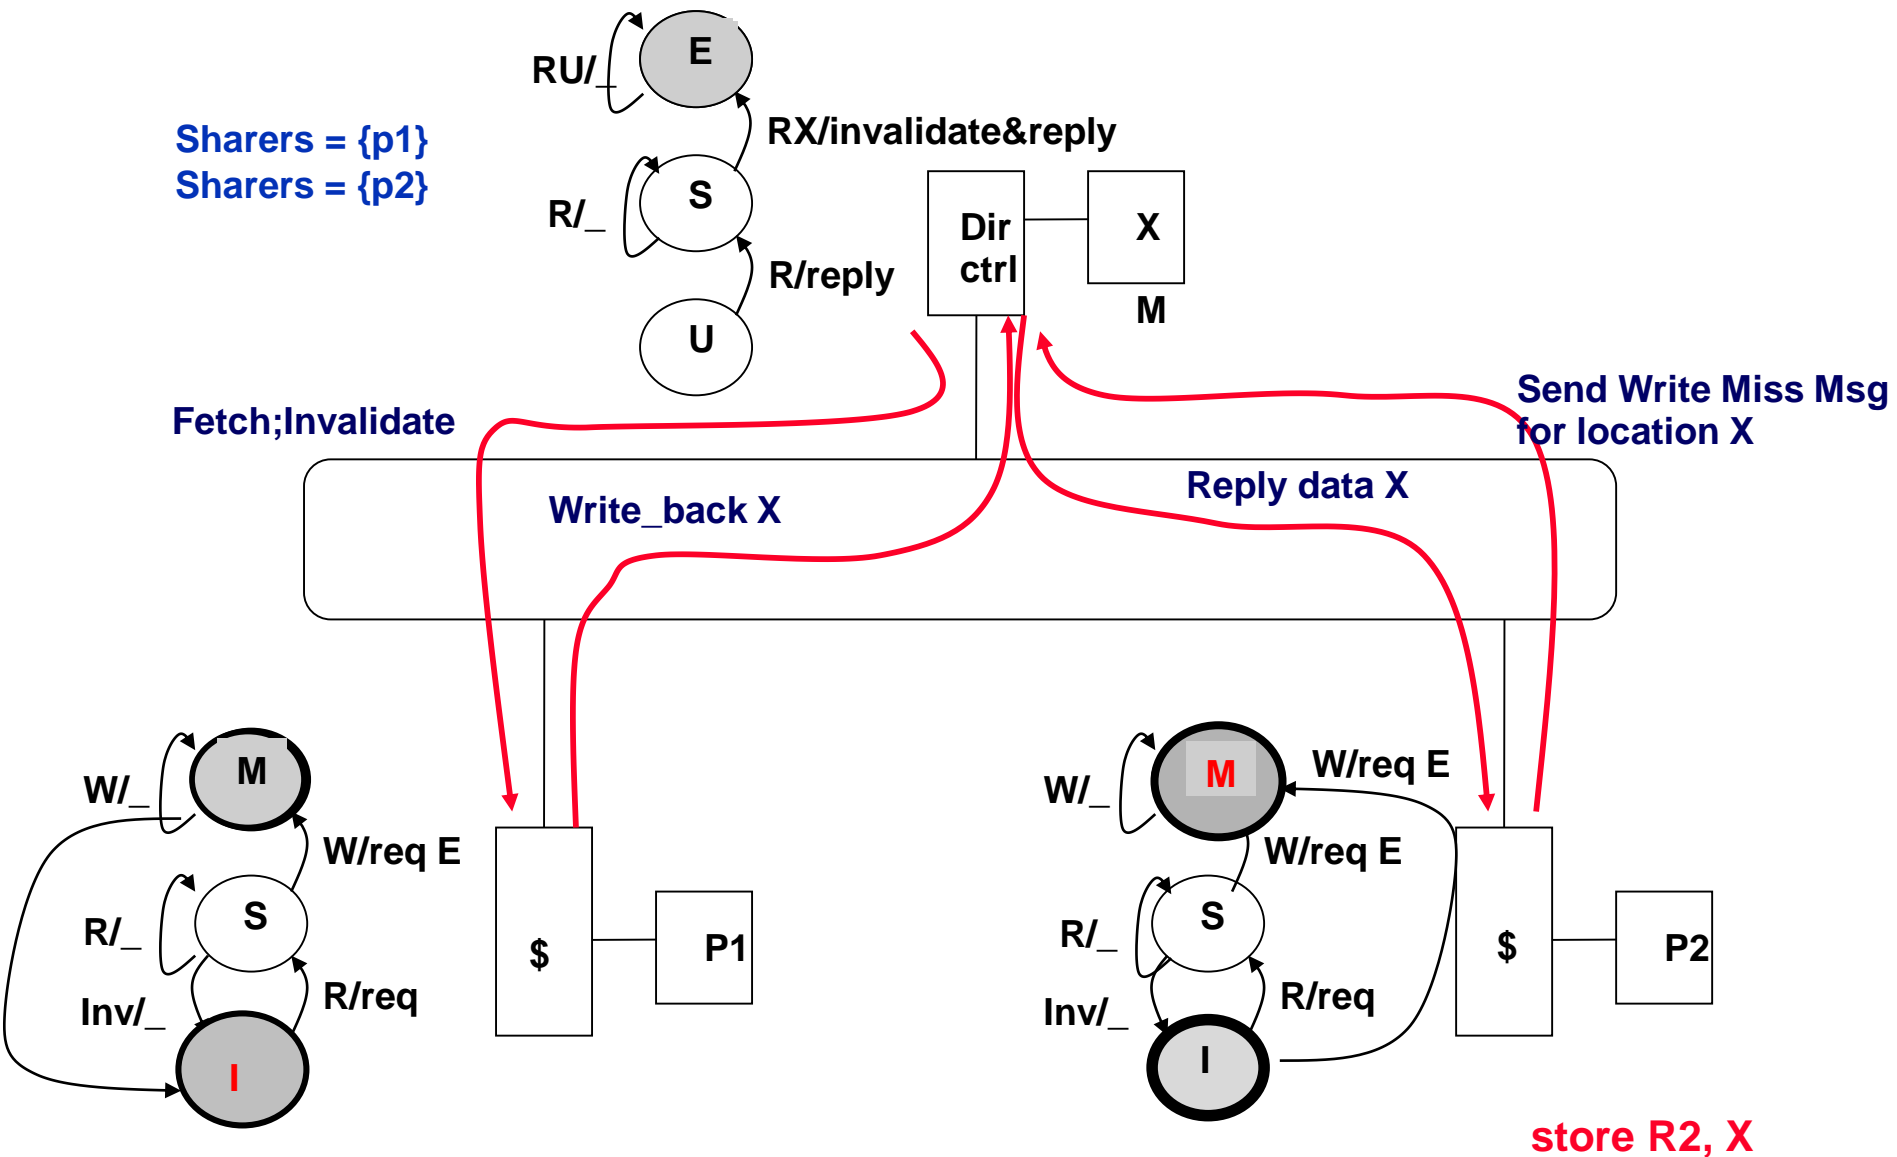 E
RU/_
RX/invalidate&reply
Sharers = {p1}
Sharers = {p2}
S
R/_
Dir
ctrl
X
R/reply
M
U
Send Write Miss Msg
for location X
Fetch;Invalidate
Reply data X
Write_back X
M
W/_
W/req E
S
R/_
R/req
Inv/_
I
$
P1
M
W/req E
W/_
W/req E
S
R/_
R/req
Inv/_
I
$
P2
store R2, X